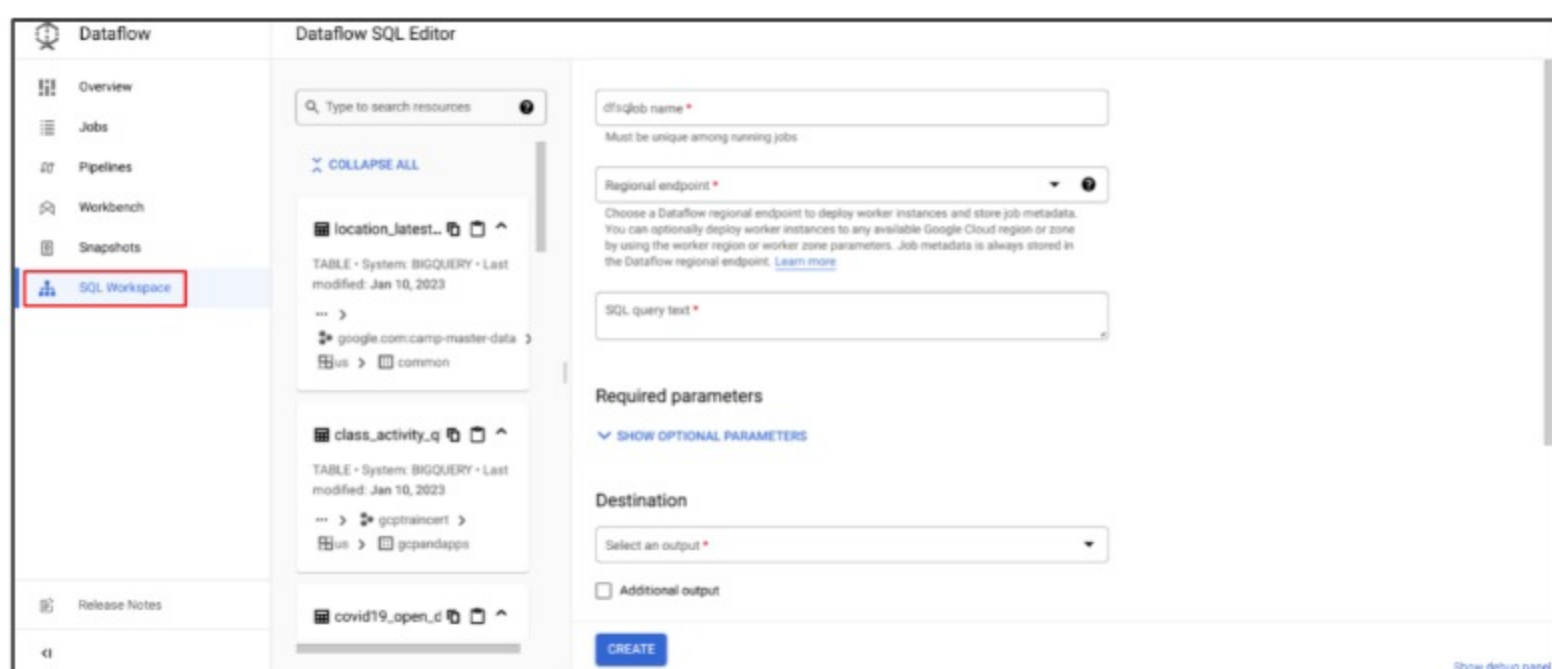 Dataflow
Dataflow SQL Editor
Overview
Jobs
Pipelines
Workbench
Snapshots
SQL Workspace
Release Notes
Type to search resources
COLLAPSE ALL
location_latest...
TABLE • System: BIGQUERY • Last
modified: Jan 10, 2023
... >
google.com:camp-master-data >
us > common
class_activity_q
TABLE • System: BIGQUERY • Last
modified: Jan 10, 2023
... > gcptraincert >
us > gcpandapps
covid19_open_d
Job name *
Must be unique among running jobs
Regional endpoint *
Choose a Dataflow regional endpoint to deploy worker instances and store job metadata.
You can optionally deploy worker instances to any available Google Cloud region or zone
by using the worker region or worker zone parameters. Job metadata is always stored in
the Dataflow regional endpoint. Learn more
SQL query text *
Required parameters
SHOW OPTIONAL PARAMETERS
Destination
Select an output *
Additional output
CREATE
Show debug panel